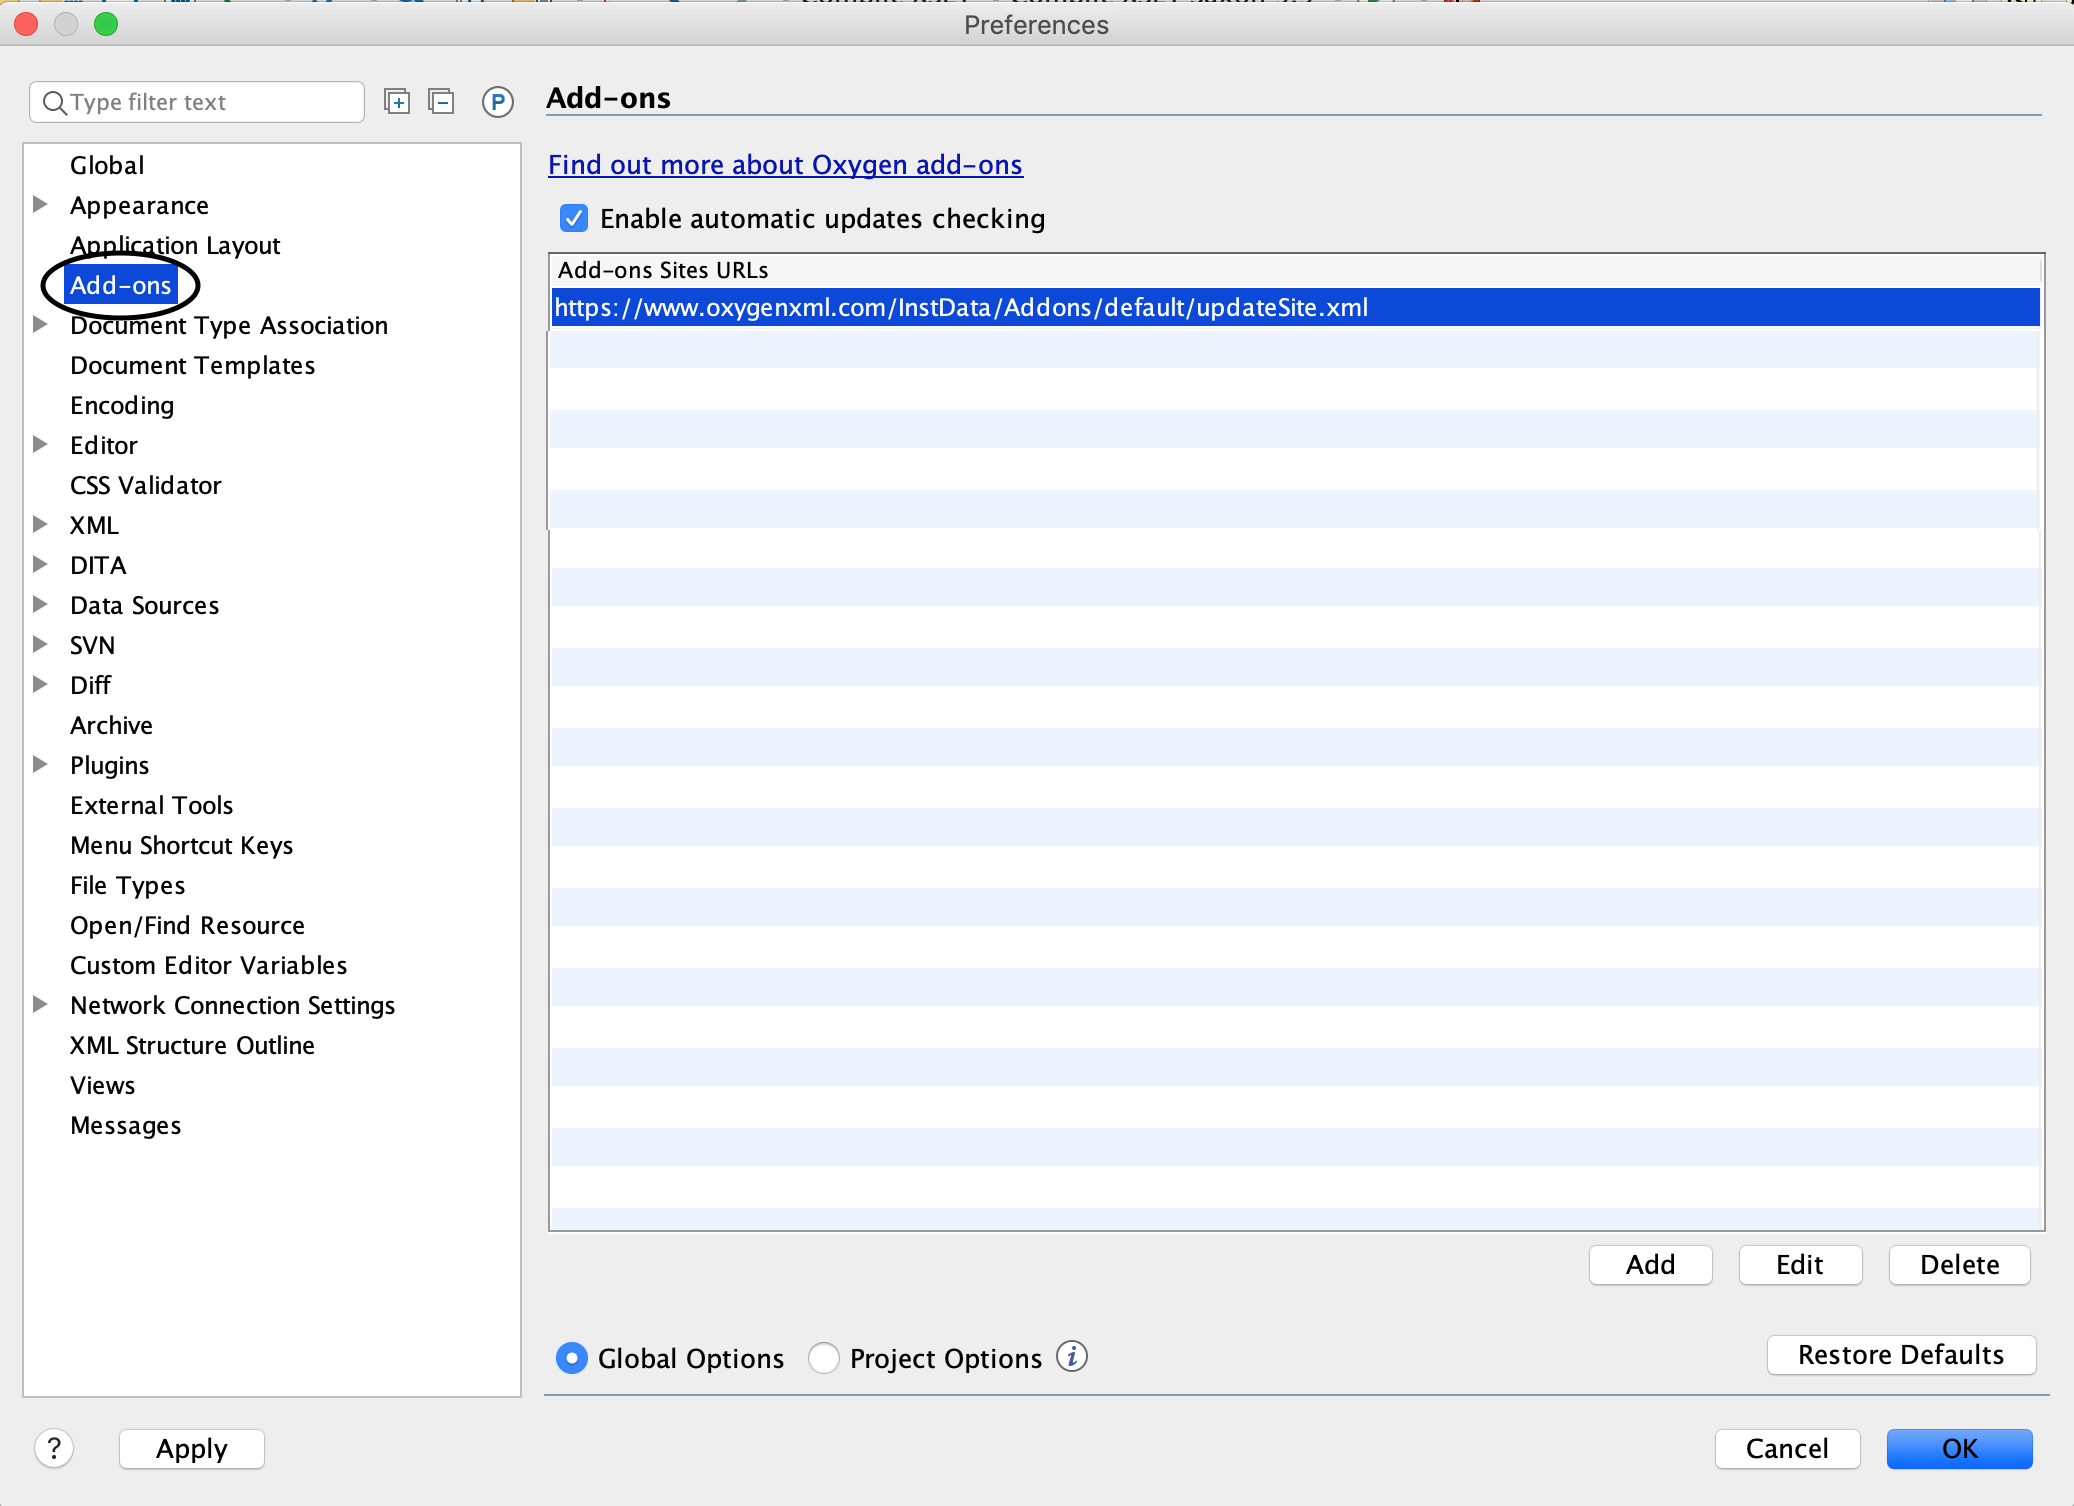 Preferences
Type filter text
P
Global
Appearance
Application Layout
Add-ons
Document Type Association
Document Templates
Encoding
Editor
CSS Validator
XML
DITA
Data Sources
SVN
Diff
Archive
Plugins
External Tools
Menu Shortcut Keys
File Types
Open/Find Resource
Custom Editor Variables
Network Connection Settings
XML Structure Outline
Views
Messages
Add-ons
Find out more about Oxygen add-ons
Enable automatic updates checking
Add-ons Sites URLs
https://www.oxygenxml.com/InstData/Addons/default/updateSite.xml
Add Edit Delete
Global Options Project Options i
Restore Defaults
? Apply Cancel OK